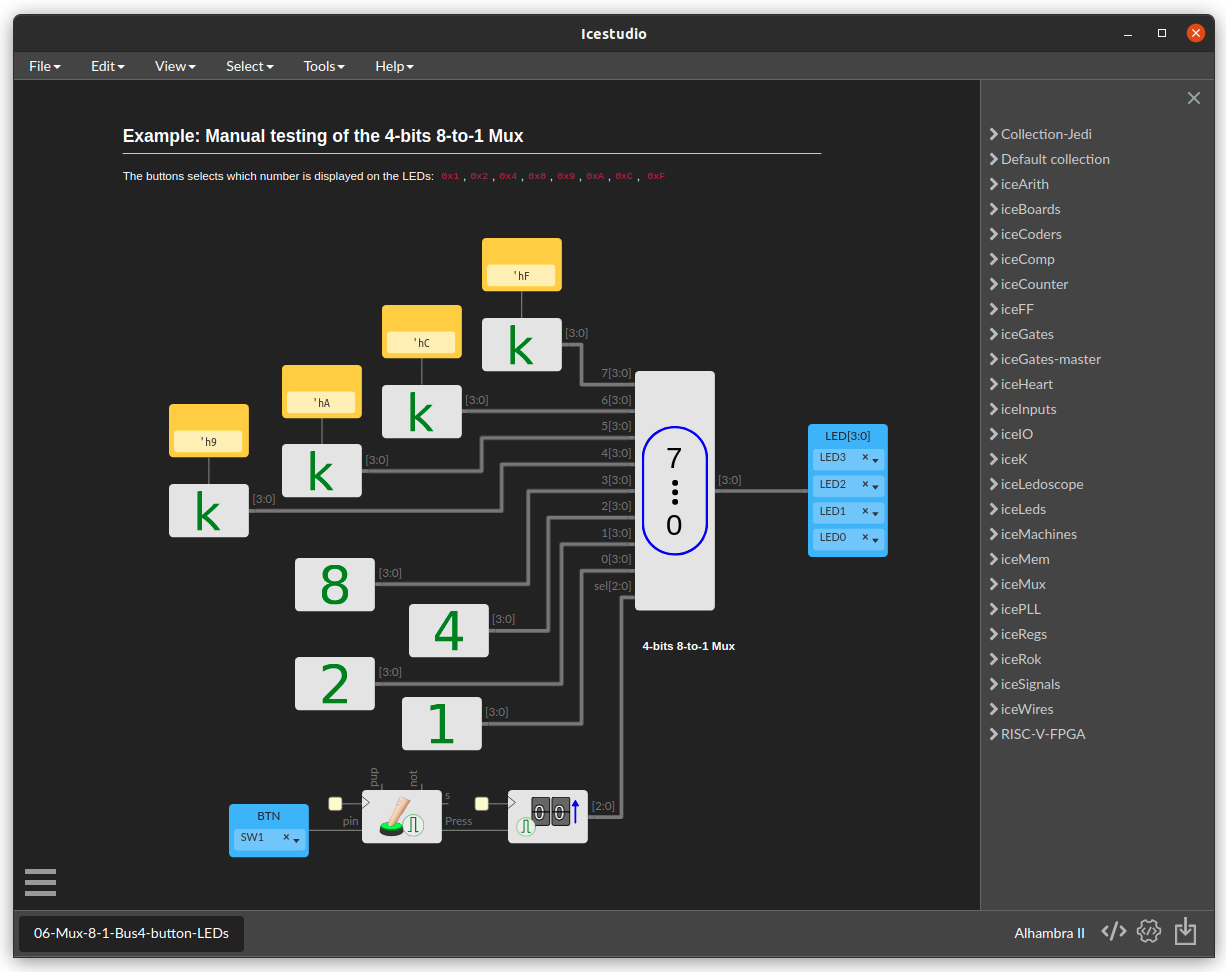 Icestudio
File Edit View Select Tools Help
Example: Manual testing of the 4-bits 8-to-1 Mux
The buttons selects which number is displayed on the LEDs: 0x1 , 0x2 , 0x4 , 0x8 , 0x9 , 0xA , 0xC , 0xF
'hF
k
[3:0]
'hC
k
[3:0]
'hA
k
[3:0]
'h9
k
[3:0]
8
[3:0]
4
[3:0]
2
[3:0]
1
[3:0]
7[3:0]
6[3:0]
5[3:0]
4[3:0]
3[3:0]
2[3:0]
1[3:0]
0[3:0]
sel[2:0]
7
0
[3:0]
4-bits 8-to-1 Mux
LED[3:0]
LED3 ×
LED2 ×
LED1 ×
LED0 ×
BTN
SW1 ×
pup
not
pin
s
Press
00
[2:0]
Collection-Jedi
Default collection
iceArith
iceBoards
iceCoders
iceComp
iceCounter
iceFF
iceGates
iceGates-master
iceHeart
iceInputs
iceIO
iceK
iceLedoscope
iceLeds
iceMachines
iceMem
iceMux
icePLL
iceRegs
iceRok
iceSignals
iceWires
RISC-V-FPGA
06-Mux-8-1-Bus4-button-LEDs
Alhambra II